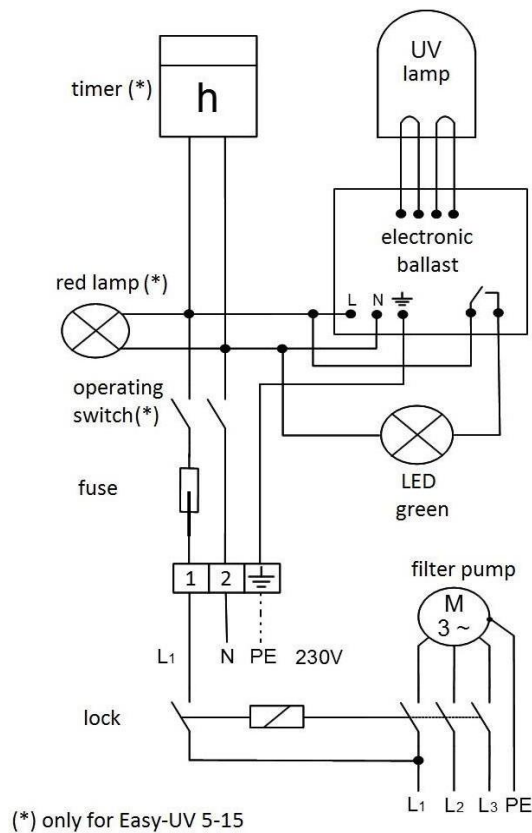 timer (*)
h
UV
lamp
electronic
ballast
red lamp (*)
L N
operating
switch(*)
LED
green
fuse
1 2
filter pump
M
3 ~
L1 N PE 230V
lock
L1 L2 L3 PE
(*) only for Easy-UV 5-15